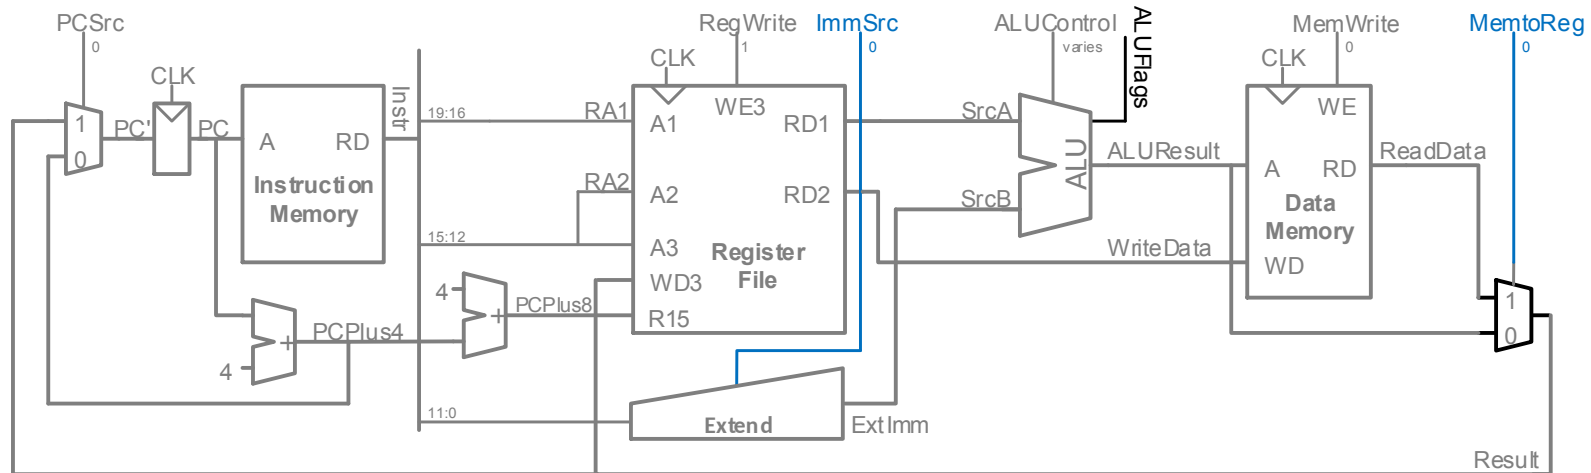 PCSrc
0
RegWrite
1
ImmSrc
0
ALUControl
varies
ALUFlags
MemWrite
0
MemtoReg
0
CLK
CLK
CLK
1
0
PC'
PC
A
RD
Instruction
Memory
Instr
19:16
RA1
A1
WE3
RD1
SrcA
RA2
A2
RD2
SrcB
15:12
A3
Register
File
WD3
R15
ALU
ALUResult
WriteData
A
WE
RD
Data
Memory
WD
ReadData
1
0
4
+
PCPlus4
4
+
PCPlus8
11:0
Extend
ExtImm
Result